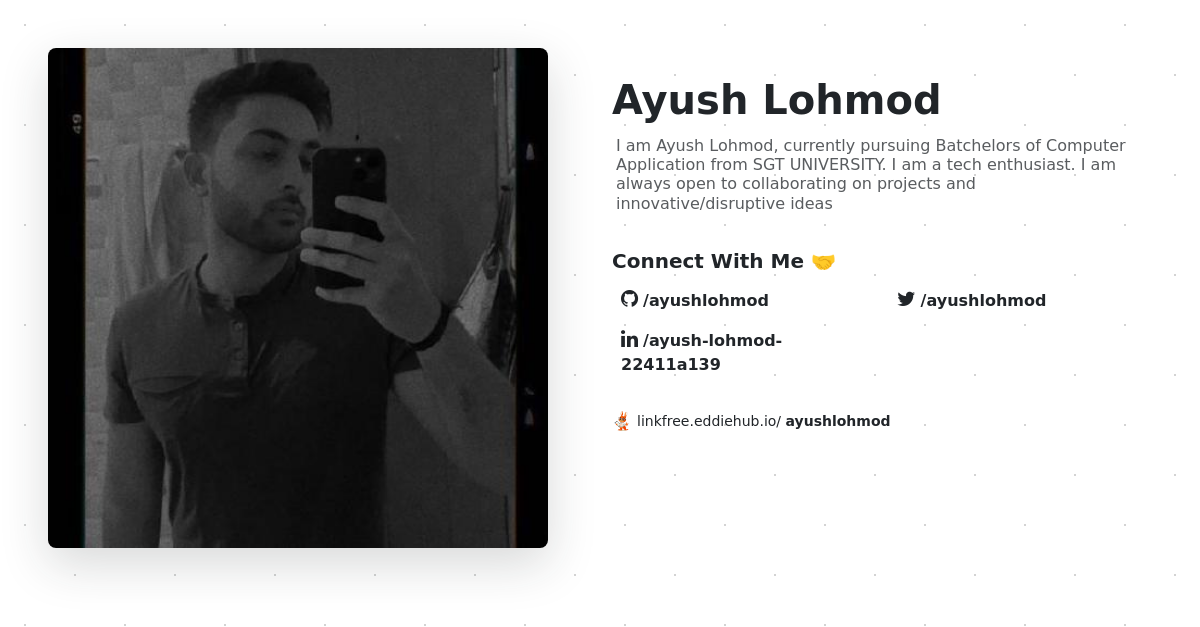 49
Ayush Lohmod
I am Ayush Lohmod, currently pursuing Batchelors of Computer
Application from SGT UNIVERSITY. I am a tech enthusiast. I am
always open to collaborating on projects and
innovative/disruptive ideas
Connect With Me 🤝
/ayushlohmod
/ayushlohmod
/ayush-lohmod-
22411a139
linkfree.eddiehub.io/ ayushlohmod